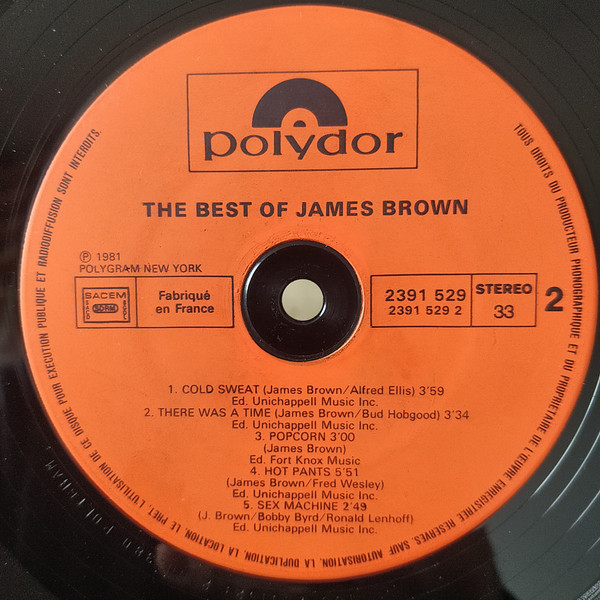 polydor
THE BEST OF JAMES BROWN
℗ 1981
POLYGRAM NEW YORK
SACEM
SDRM
Fabriqué
en France
2391 529
2391 529 2
STEREO
33
2
1. COLD SWEAT (James Brown/Alfred Ellis) 3'59
Ed. Unichappell Music Inc.
2. THERE WAS A TIME (James Brown/Bud Hobgood) 3'34
Ed. Unichappell Music Inc.
3. POPCORN 3'00
(James Brown)
Ed. Fort Knox Music
4. HOT PANTS 5'51
(James Brown/Fred Wesley)
Ed. Unichappell Music Inc.
5. SEX MACHINE 2'49
(J. Brown/Bobby Byrd/Ronald Lenhoff)
Ed. Unichappell Music Inc.
TOUS DROITS DU PRODUCTEUR PHONOGRAPHIQUE ET DU PROPRIETAIRE DE L'ŒUVRE ENREGISTREE RESERVES. SAUF AUTORISATION, LA DUPLICATION, LA LOCATION, LE PRET, L'UTILISATION DE CE DISQUE POUR EXECUTION PUBLIQUE ET RADIODIFFUSION SONT INTERDITS.